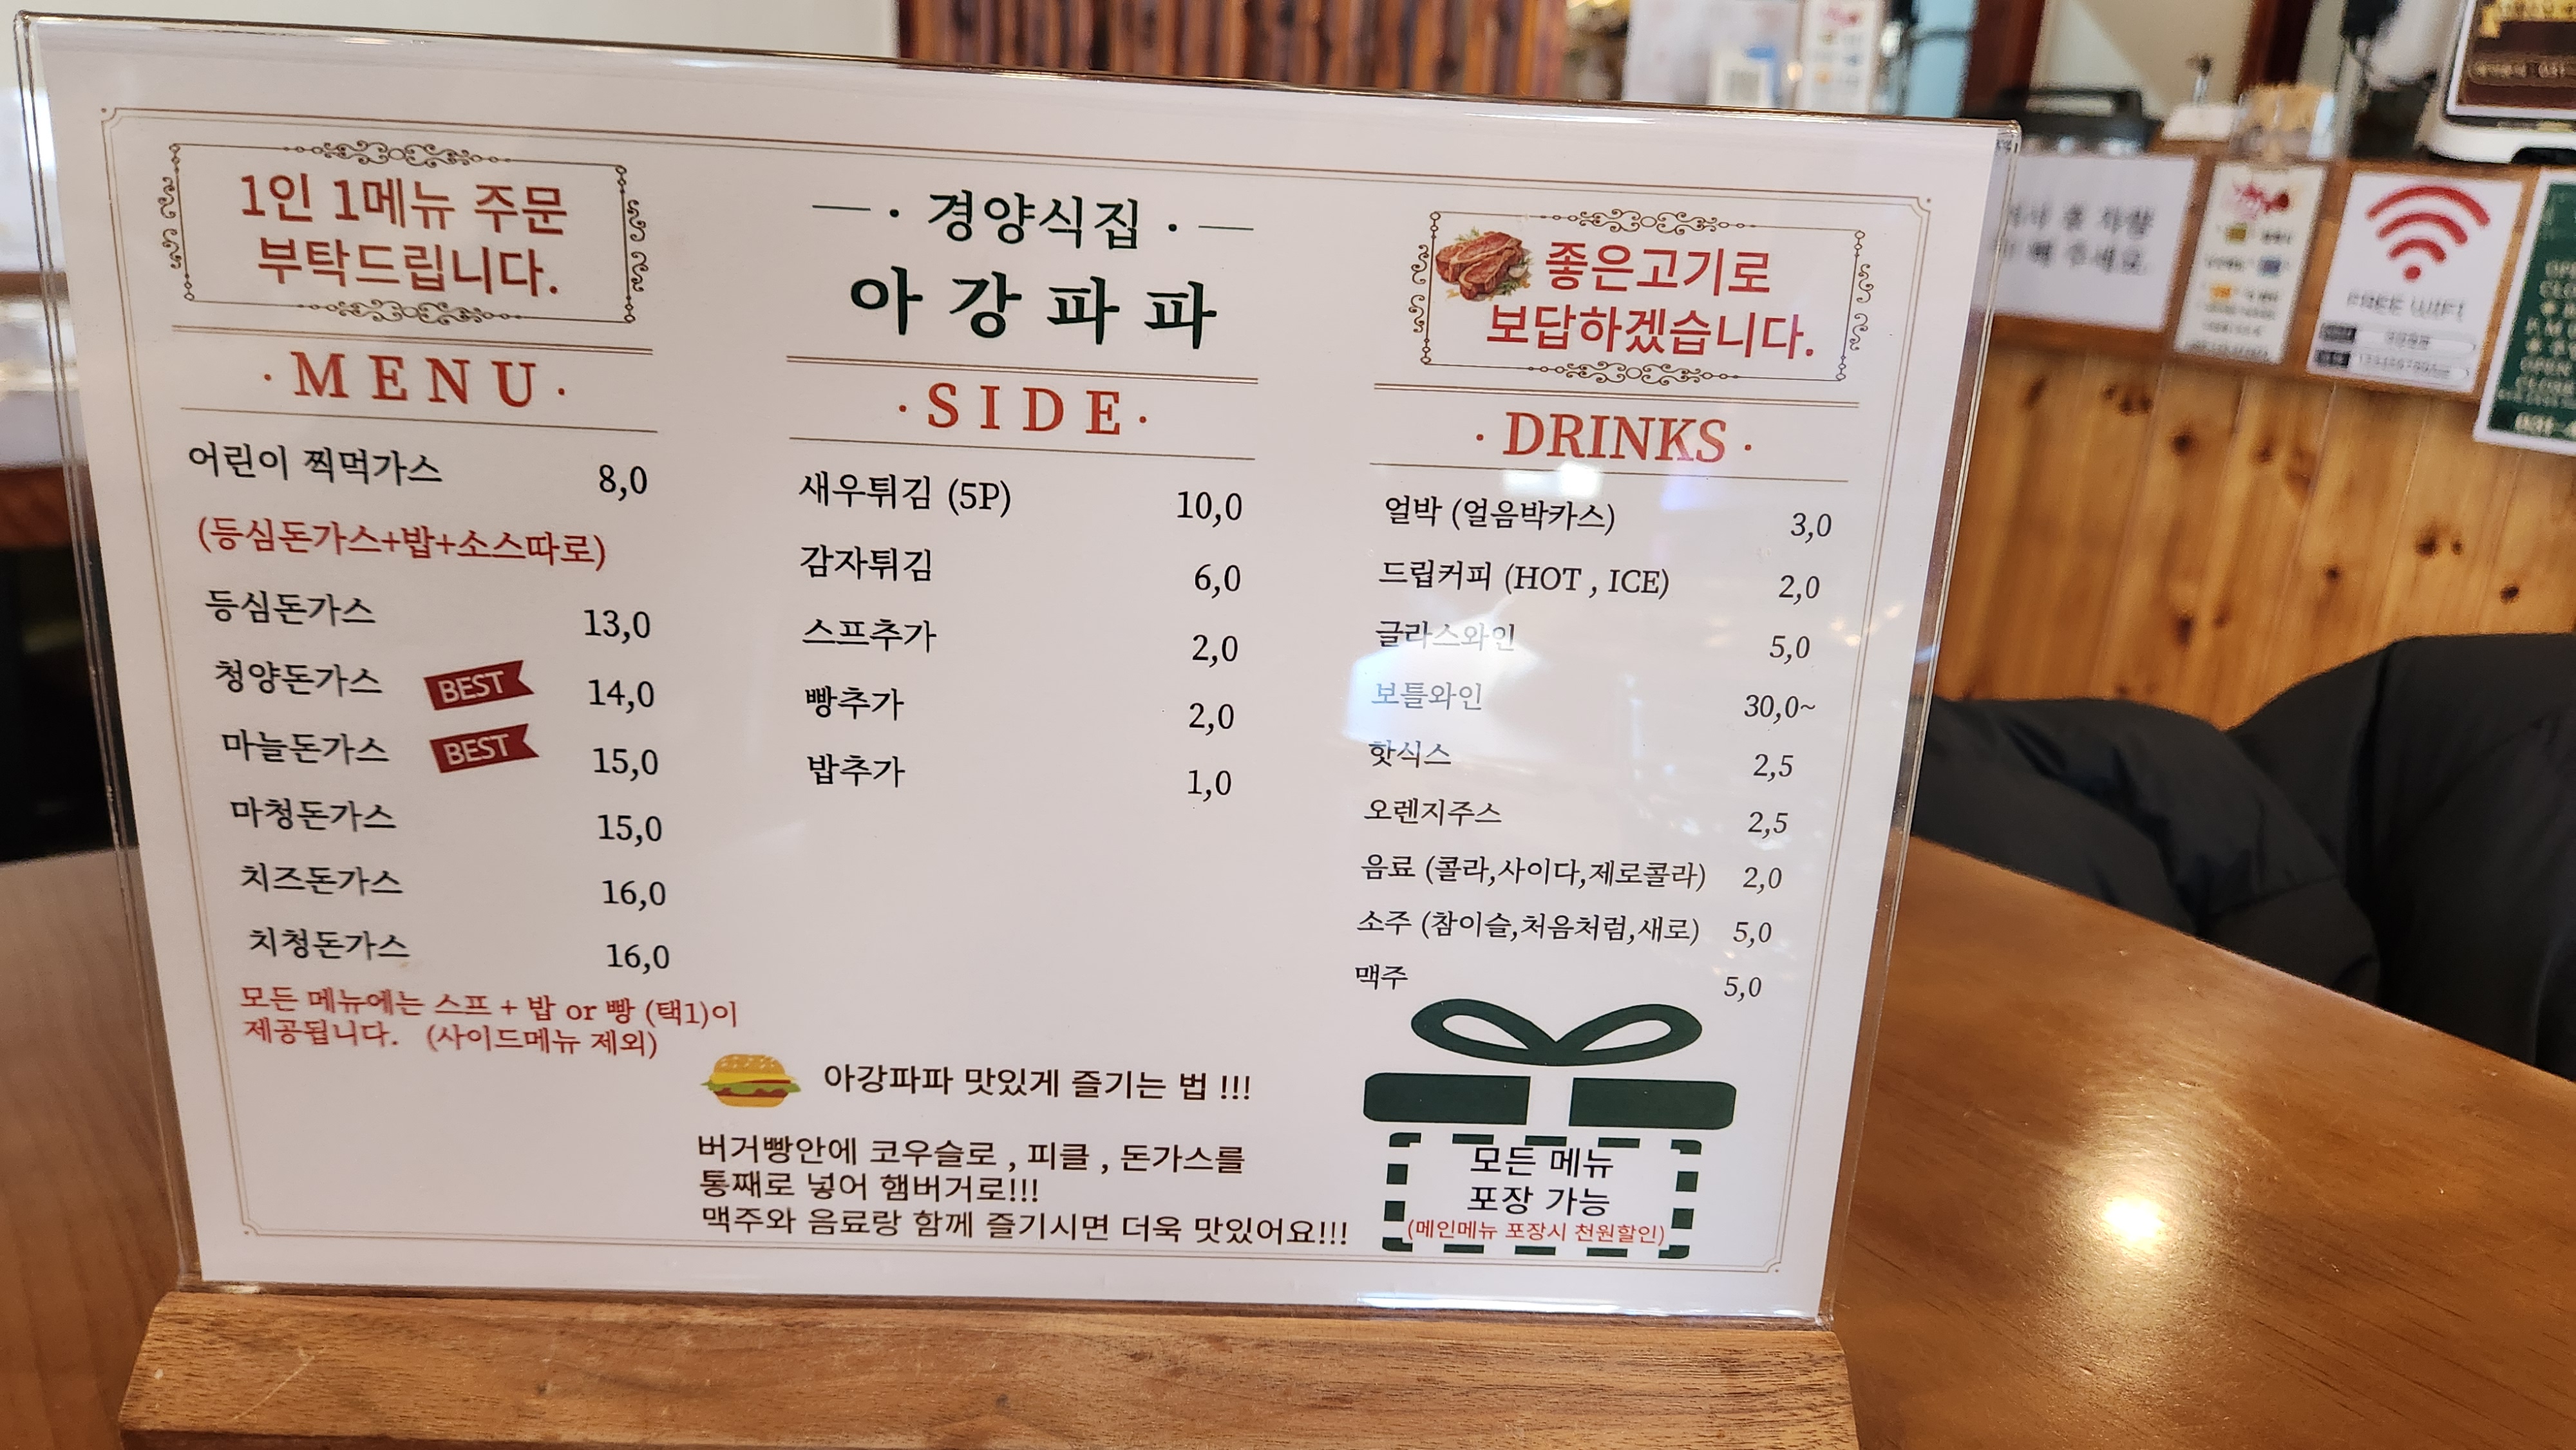 1인 1메뉴 주문
부탁드립니다.
· 경양식집 ·
아강파파
좋은고기로
보답하겠습니다.
· MENU ·
어린이 찍먹가스 8,0
(등심돈가스+밥+소스따로)
등심돈가스 13,0
청양돈가스 BEST 14,0
마늘돈가스 BEST 15,0
마청돈가스 15,0
치즈돈가스 16,0
치청돈가스 16,0
모든 메뉴에는 스프 + 밥 or 빵 (택1)이
제공됩니다. (사이드메뉴 제외)
· SIDE ·
새우튀김 (5P) 10,0
감자튀김 6,0
스프추가 2,0
빵추가 2,0
밥추가 1,0
· DRINKS ·
얼박 (얼음박카스) 3,0
드립커피 (HOT , ICE) 2,0
글라스와인 5,0
보틀와인 30,0~
핫식스 2,5
오렌지주스 2,5
음료 (콜라,사이다,제로콜라) 2,0
소주 (참이슬,처음처럼,새로) 5,0
맥주 5,0
아강파파 맛있게 즐기는 법 !!!
버거빵안에 코우슬로 , 피클 , 돈가스를
통째로 넣어 햄버거로!!!
맥주와 음료랑 함께 즐기시면 더욱 맛있어요!!!
모든 메뉴
포장 가능
(메인메뉴 포장시 천원할인)
FREE WIFI